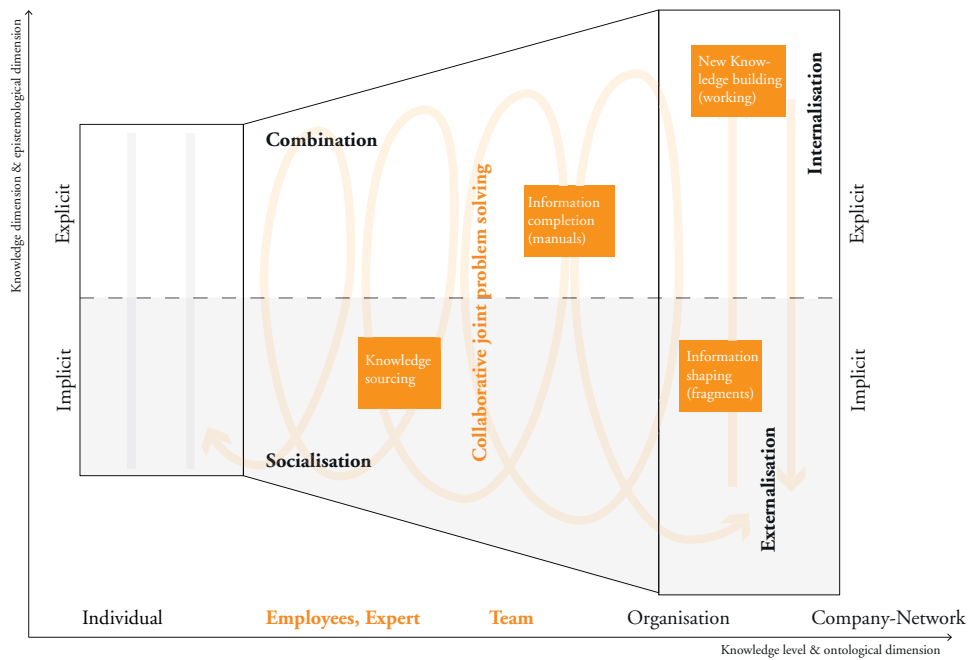 Knowledge dimension & epistemological dimension
Explicit
Implicit
Combination
Socialisation
Knowledge
sourcing
Collaborative joint problem solving
Information
completion
(manuals)
New Know-
ledge building
(working)
Internalisation
Information
shaping
(fragments)
Externalisation
Explicit
Implicit
Individual
Employees, Expert
Team
Organisation
Company-Network
Knowledge level & ontological dimension